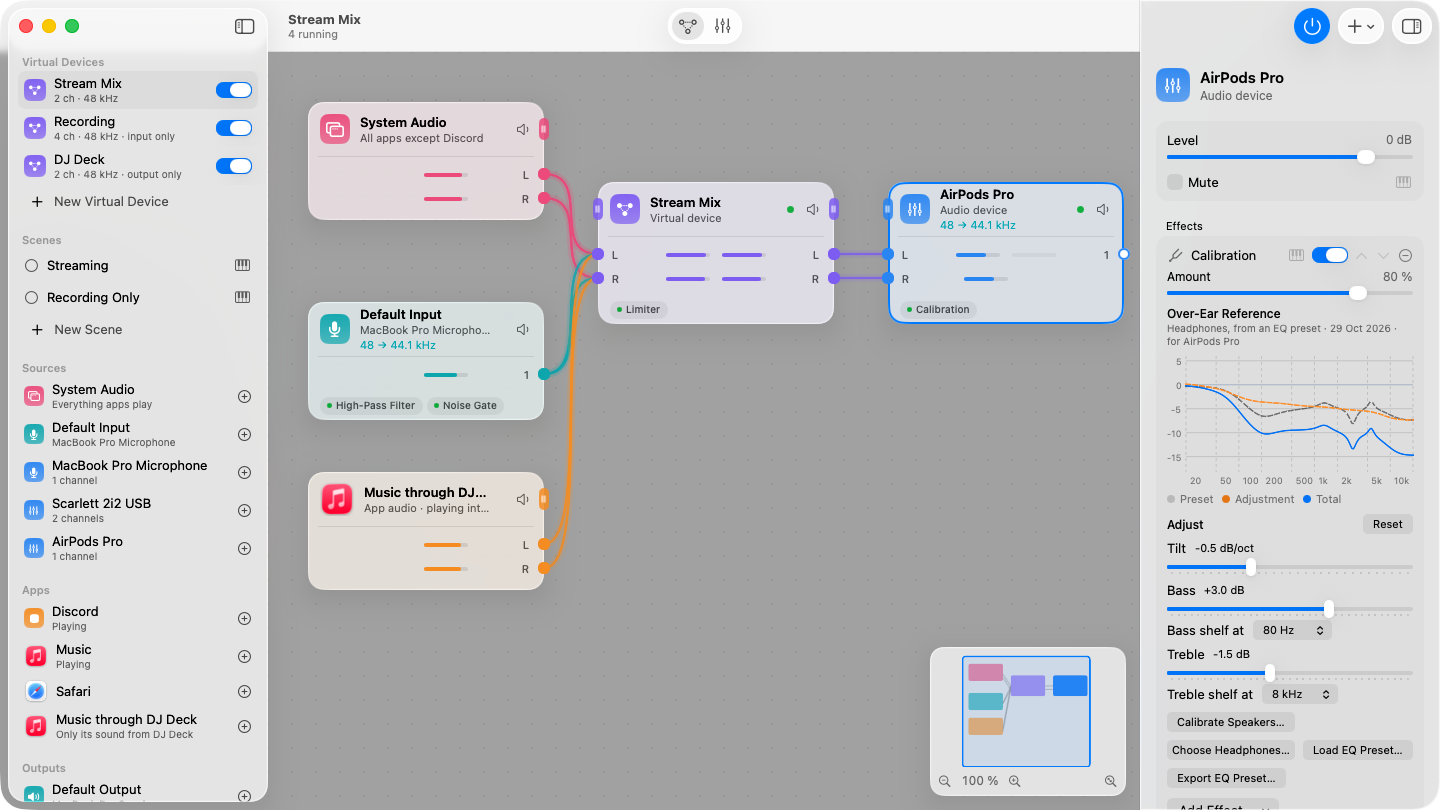 Virtual Devices
Stream Mix
2 ch · 48 kHz
Recording
4 ch · 48 kHz · input only
DJ Deck
2 ch · 48 kHz · output only
New Virtual Device
Scenes
Streaming
Recording Only
New Scene
Sources
System Audio
Everything apps play
Default Input
MacBook Pro Microphone
MacBook Pro Microphone
1 channel
Scarlett 2i2 USB
2 channels
AirPods Pro
1 channel
Apps
Discord
Playing
Music
Playing
Safari
Music through DJ Deck
Only its sound from DJ Deck
Outputs
Default Output
Stream Mix
4 running
System Audio
All apps except Discord
L
R
Default Input
MacBook Pro Micropho...
48 → 44.1 kHz
1
High-Pass Filter
Noise Gate
Music through DJ...
App audio · playing int...
L
R
Stream Mix
Virtual device
L L
R R
Limiter
AirPods Pro
Audio device
48 → 44.1 kHz
L 1
R
Calibration
100 %
AirPods Pro
Audio device
Level 0 dB
Mute
Effects
Calibration
Amount 80 %
Over-Ear Reference
Headphones, from an EQ preset · 29 Oct 2026 ·
for AirPods Pro
5
0
-5
-10
-15
20 50 100 200 500 1k 2k 5k 10k
Preset Adjustment Total
Adjust Reset
Tilt -0.5 dB/oct
Bass +3.0 dB
Bass shelf at 80 Hz
Treble -1.5 dB
Treble shelf at 8 kHz
Calibrate Speakers...
Choose Headphones... Load EQ Preset...
Export EQ Preset...
Add Effect